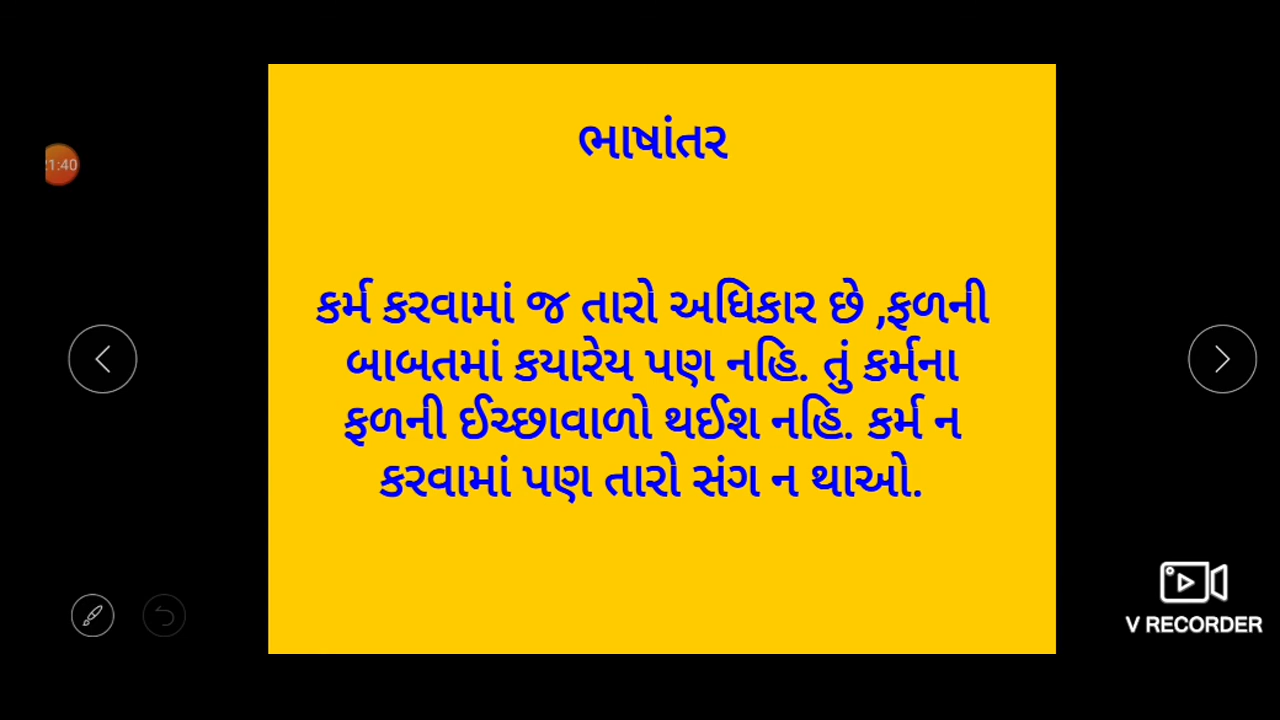 ભાષાંતર
1:40
કર્મ કરવામાં જ તારો અધિકાર છે ,ફળની
બાબતમાં કયારેય પણ નહિ. તું કર્મના
ફળની ઈચ્છાવાળો થઈશ નહિ. કર્મ ન
કરવામાં પણ તારો સંગ ન થાઓ.
V RECORDER